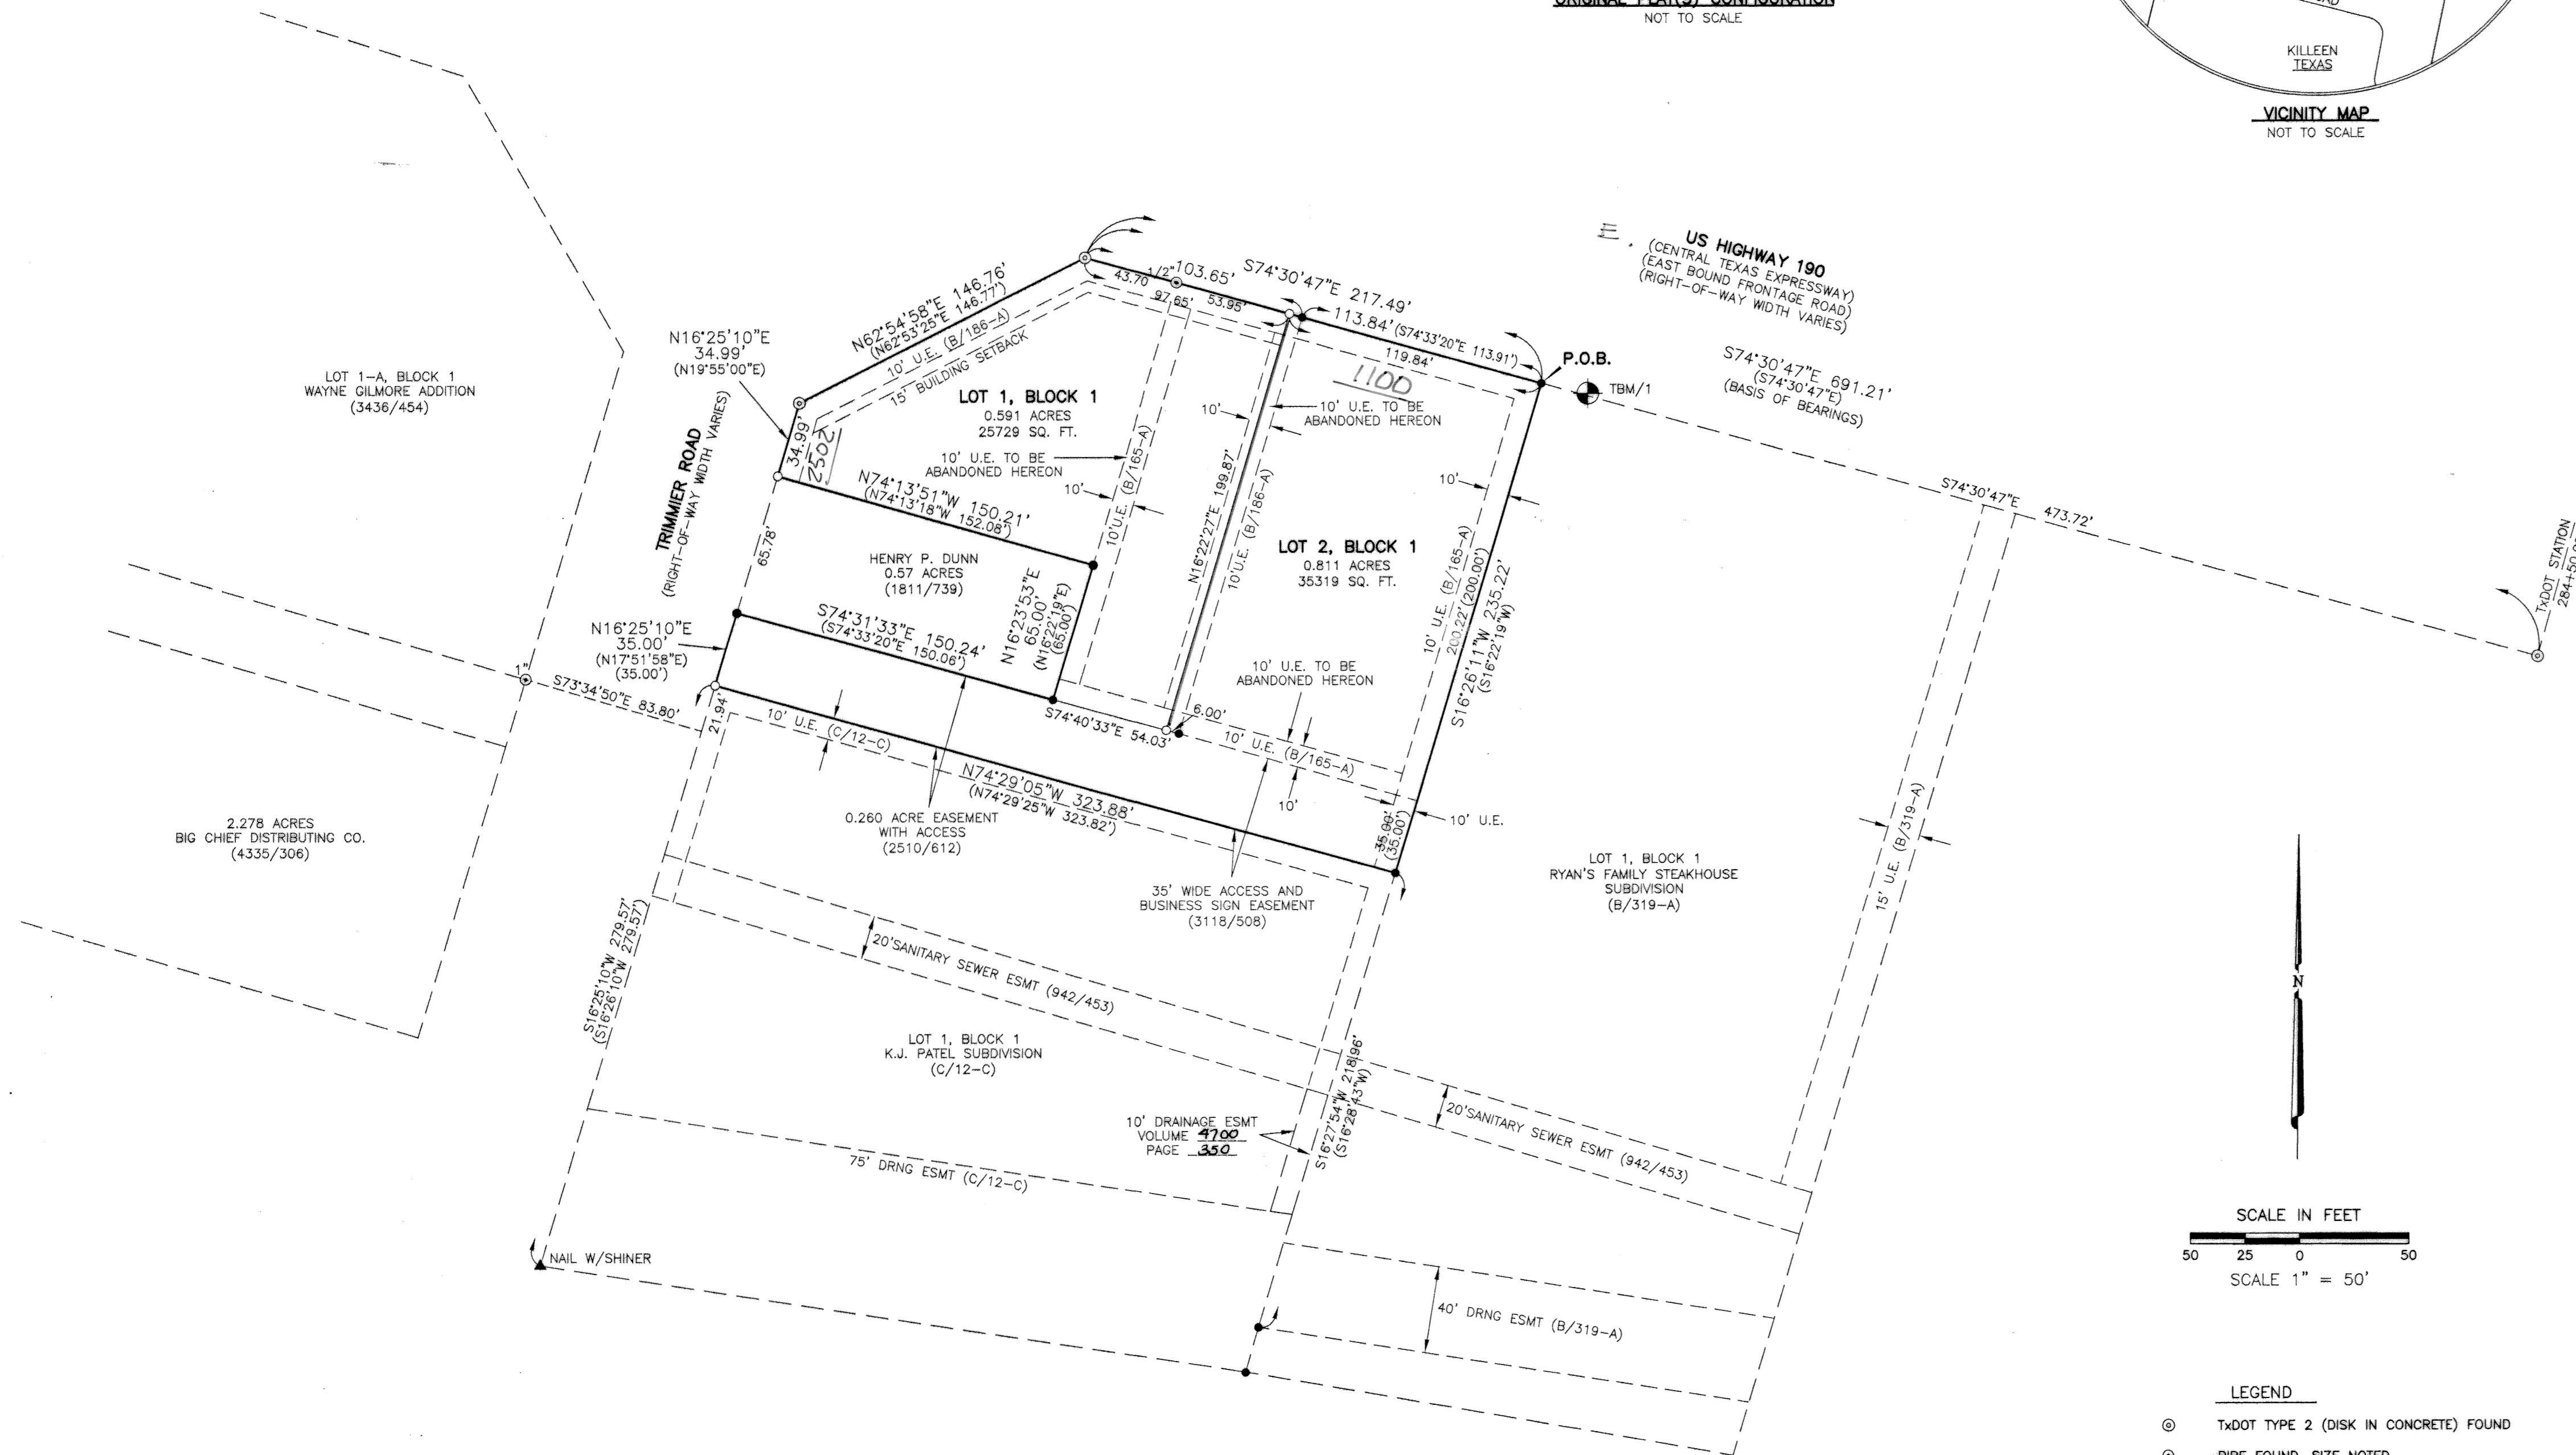 ORIGINAL PLAT(S) CONFIGURATION
NOT TO SCALE
KILLEEN
TEXAS
VICINITY MAP
NOT TO SCALE
E.
US HIGHWAY 190
(CENTRAL TEXAS EXPRESSWAY)
(EAST BOUND FRONTAGE ROAD)
(RIGHT-OF-WAY WIDTH VARIES)
S74°30'47"E 691.21'
(S74°30'47"E)
(BASIS OF BEARINGS)
P.O.B.
TBM/1
S74°30'47"E 473.72'
TxDOT STATION
S74°30'47"E 217.49'
1/2"
103.65'
43.70
53.95'
97.65'
113.84' (S74°33'20"E 113.91')
119.84'
1100
N62°54'58"E 146.76'
(N62°53'25"E 146.77')
10' U.E. (B/186-A)
15' BUILDING SETBACK
N16°25'10"E
34.99'
(N19°55'00"E)
34.99'
2502
LOT 1-A, BLOCK 1
WAYNE GILMORE ADDITION
(3436/454)
TRIMMIER ROAD
(RIGHT-OF-WAY WIDTH VARIES)
LOT 1, BLOCK 1
0.591 ACRES
25729 SQ. FT.
10' U.E. TO BE
ABANDONED HEREON
10'
10'U.E. (B/165-A)
10'
10' U.E. TO BE
ABANDONED HEREON
N16°22'27"E 199.87'
10'U.E. (B/186-A)
N74°13'51"W 150.21'
(N74°13'18"W 152.08')
65.78'
HENRY P. DUNN
0.57 ACRES
(1811/739)
N16°23'53"E
65.00'
(N16°22'19"E)
(65.00')
LOT 2, BLOCK 1
0.811 ACRES
35319 SQ. FT.
10'
10' U.E. (B/165-A)
200.22' (200.00')
S16°26'11"W 235.22'
(S16°22'19"W)
S74°31'33"E 150.24'
(S74°33'20"E 150.06')
N16°25'10"E
35.00'
(N17°51'58"E)
(35.00')
1"
S73°34'50"E 83.80'
21.94'
10' U.E. (C/12-C)
S74°40'33"E 54.03'
6.00'
10' U.E. TO BE
ABANDONED HEREON
10' U.E. (B/165-A)
10'
N74°29'05"W 323.88'
(N74°29'25"W 323.82')
35.00'
(35.00')
10' U.E.
0.260 ACRE EASEMENT
WITH ACCESS
(2510/612)
35' WIDE ACCESS AND
BUSINESS SIGN EASEMENT
(3118/508)
2.278 ACRES
BIG CHIEF DISTRIBUTING CO.
(4335/306)
LOT 1, BLOCK 1
RYAN'S FAMILY STEAKHOUSE
SUBDIVISION
(B/319-A)
15' U.E. (B/319-A)
S16°25'10"W 279.57'
(S16°26'10"W 279.57')
20'SANITARY SEWER ESMT (942/453)
LOT 1, BLOCK 1
K.J. PATEL SUBDIVISION
(C/12-C)
S16°27'54"W 218.96'
(S16°28'43"W)
10' DRAINAGE ESMT
VOLUME 4700
PAGE 350
20'SANITARY SEWER ESMT (942/453)
75' DRNG ESMT (C/12-C)
NAIL W/SHINER
40' DRNG ESMT (B/319-A)
N
SCALE IN FEET
50 25 0 50
SCALE 1" = 50'
LEGEND
TxDOT TYPE 2 (DISK IN CONCRETE) FOUND
PIPE FOUND, SIZE NOTED